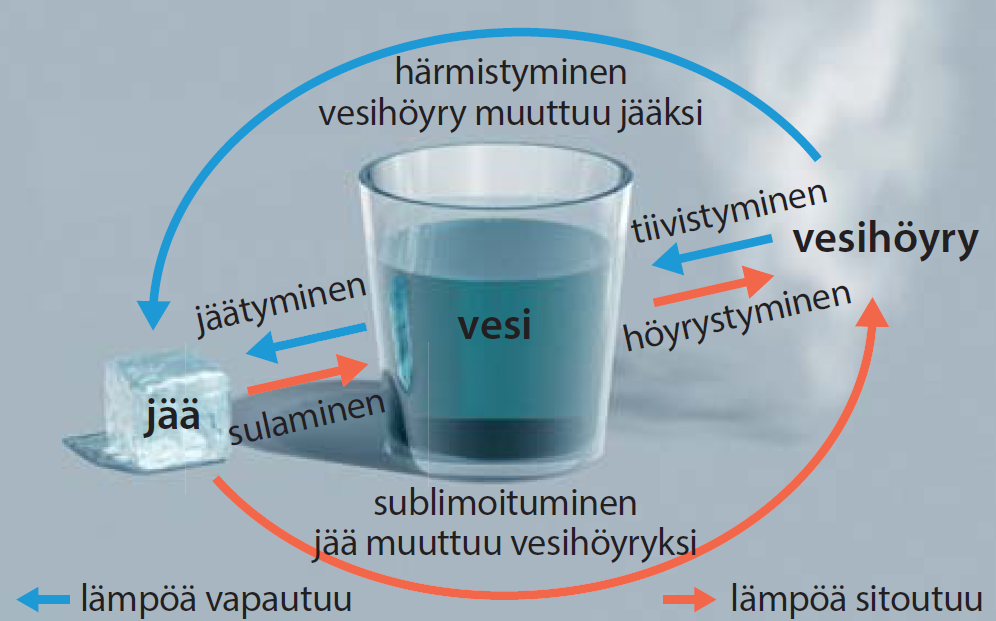 härmistyminen
vesihöyry muuttuu jääksi
tiivistyminen
vesihöyry
höyrystyminen
jäätyminen
vesi
jää
sulaminen
sublimoituminen
jää muuttuu vesihöyryksi
lämpöä vapautuu
lämpöä sitoutuu